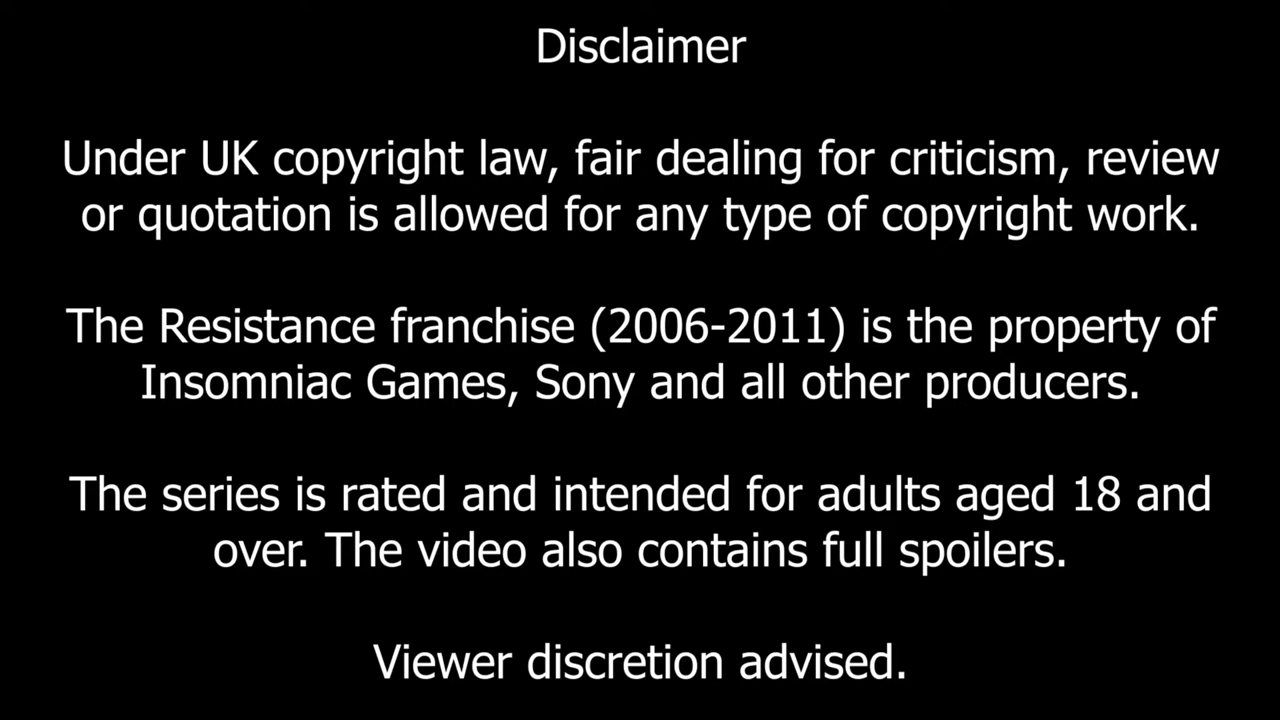 Disclaimer
Under UK copyright law, fair dealing for criticism, review
or quotation is allowed for any type of copyright work.
The Resistance franchise (2006-2011) is the property of
Insomniac Games, Sony and all other producers.
The series is rated and intended for adults aged 18 and
over. The video also contains full spoilers.
Viewer discretion advised.